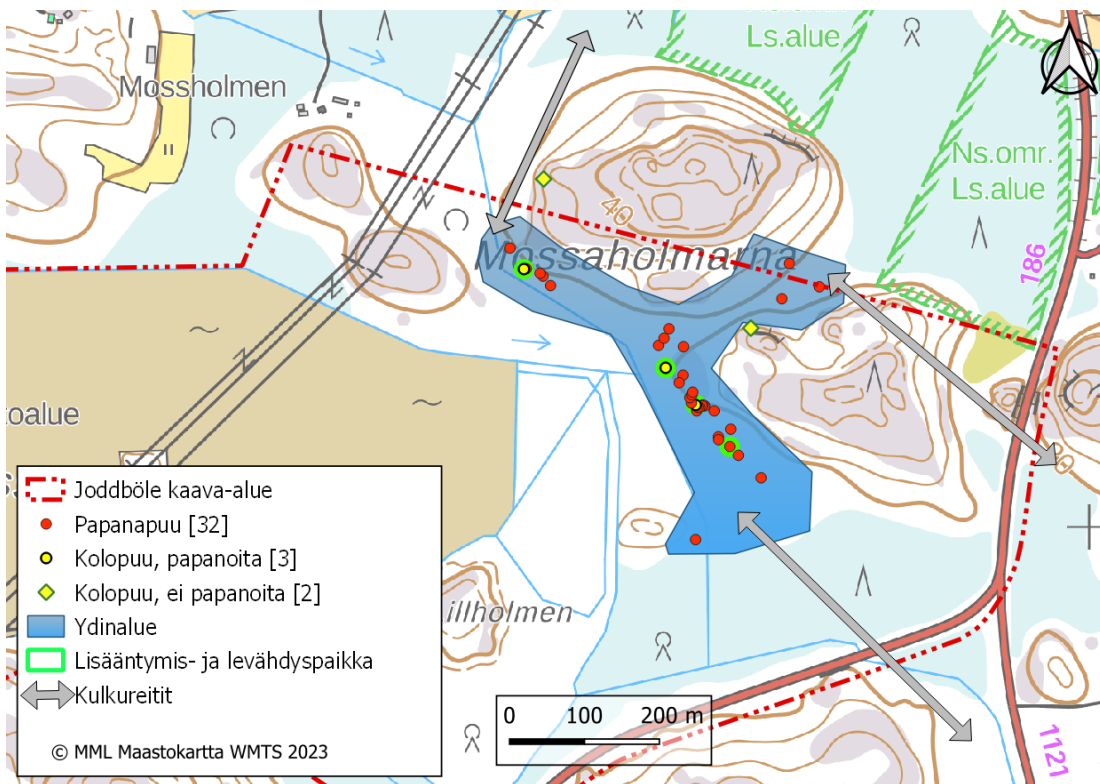 Ls.alue
Mossholmen
Ns.omr.
Ls.alue
40
Mossaholmarna
186
toalue
illholmen
1121
Joddböle kaava-alue
Papanapuu [32]
Kolopuu, papanoita [3]
Kolopuu, ei papanoita [2]
Ydinalue
Lisääntymis- ja levähdyspaikka
Kulkureitit
© MML Maastokartta WMTS 2023
0 100 200 m